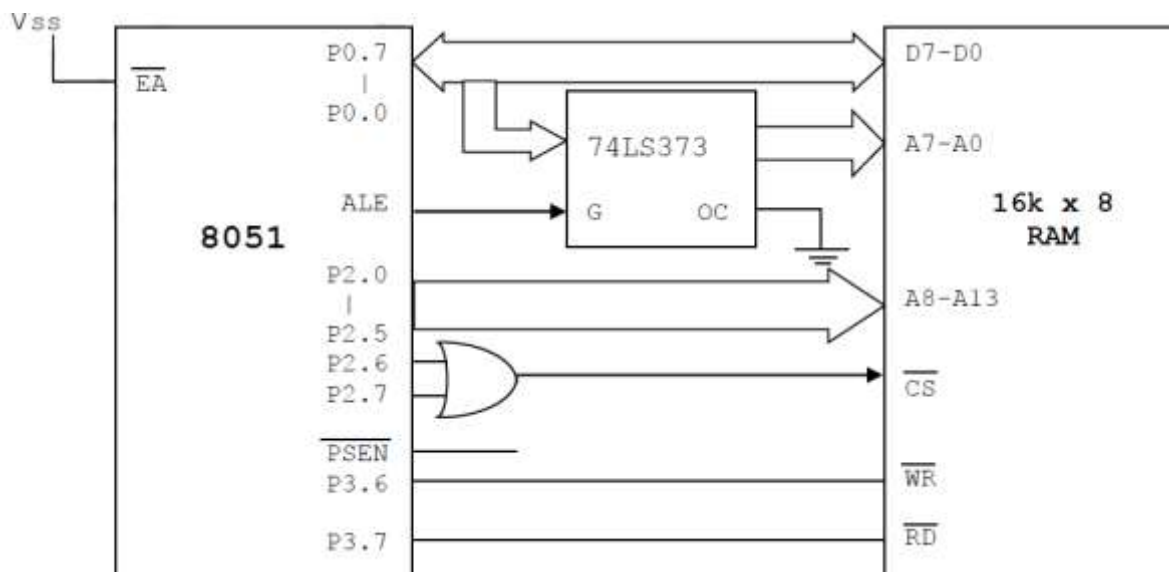 Vss
EA
P0.7
|
P0.0
ALE
8051
P2.0
|
P2.5
P2.6
P2.7
PSEN
P3.6
P3.7
74LS373
G OC
D7-D0
A7-A0
16k x 8
RAM
A8-A13
CS
WR
RD